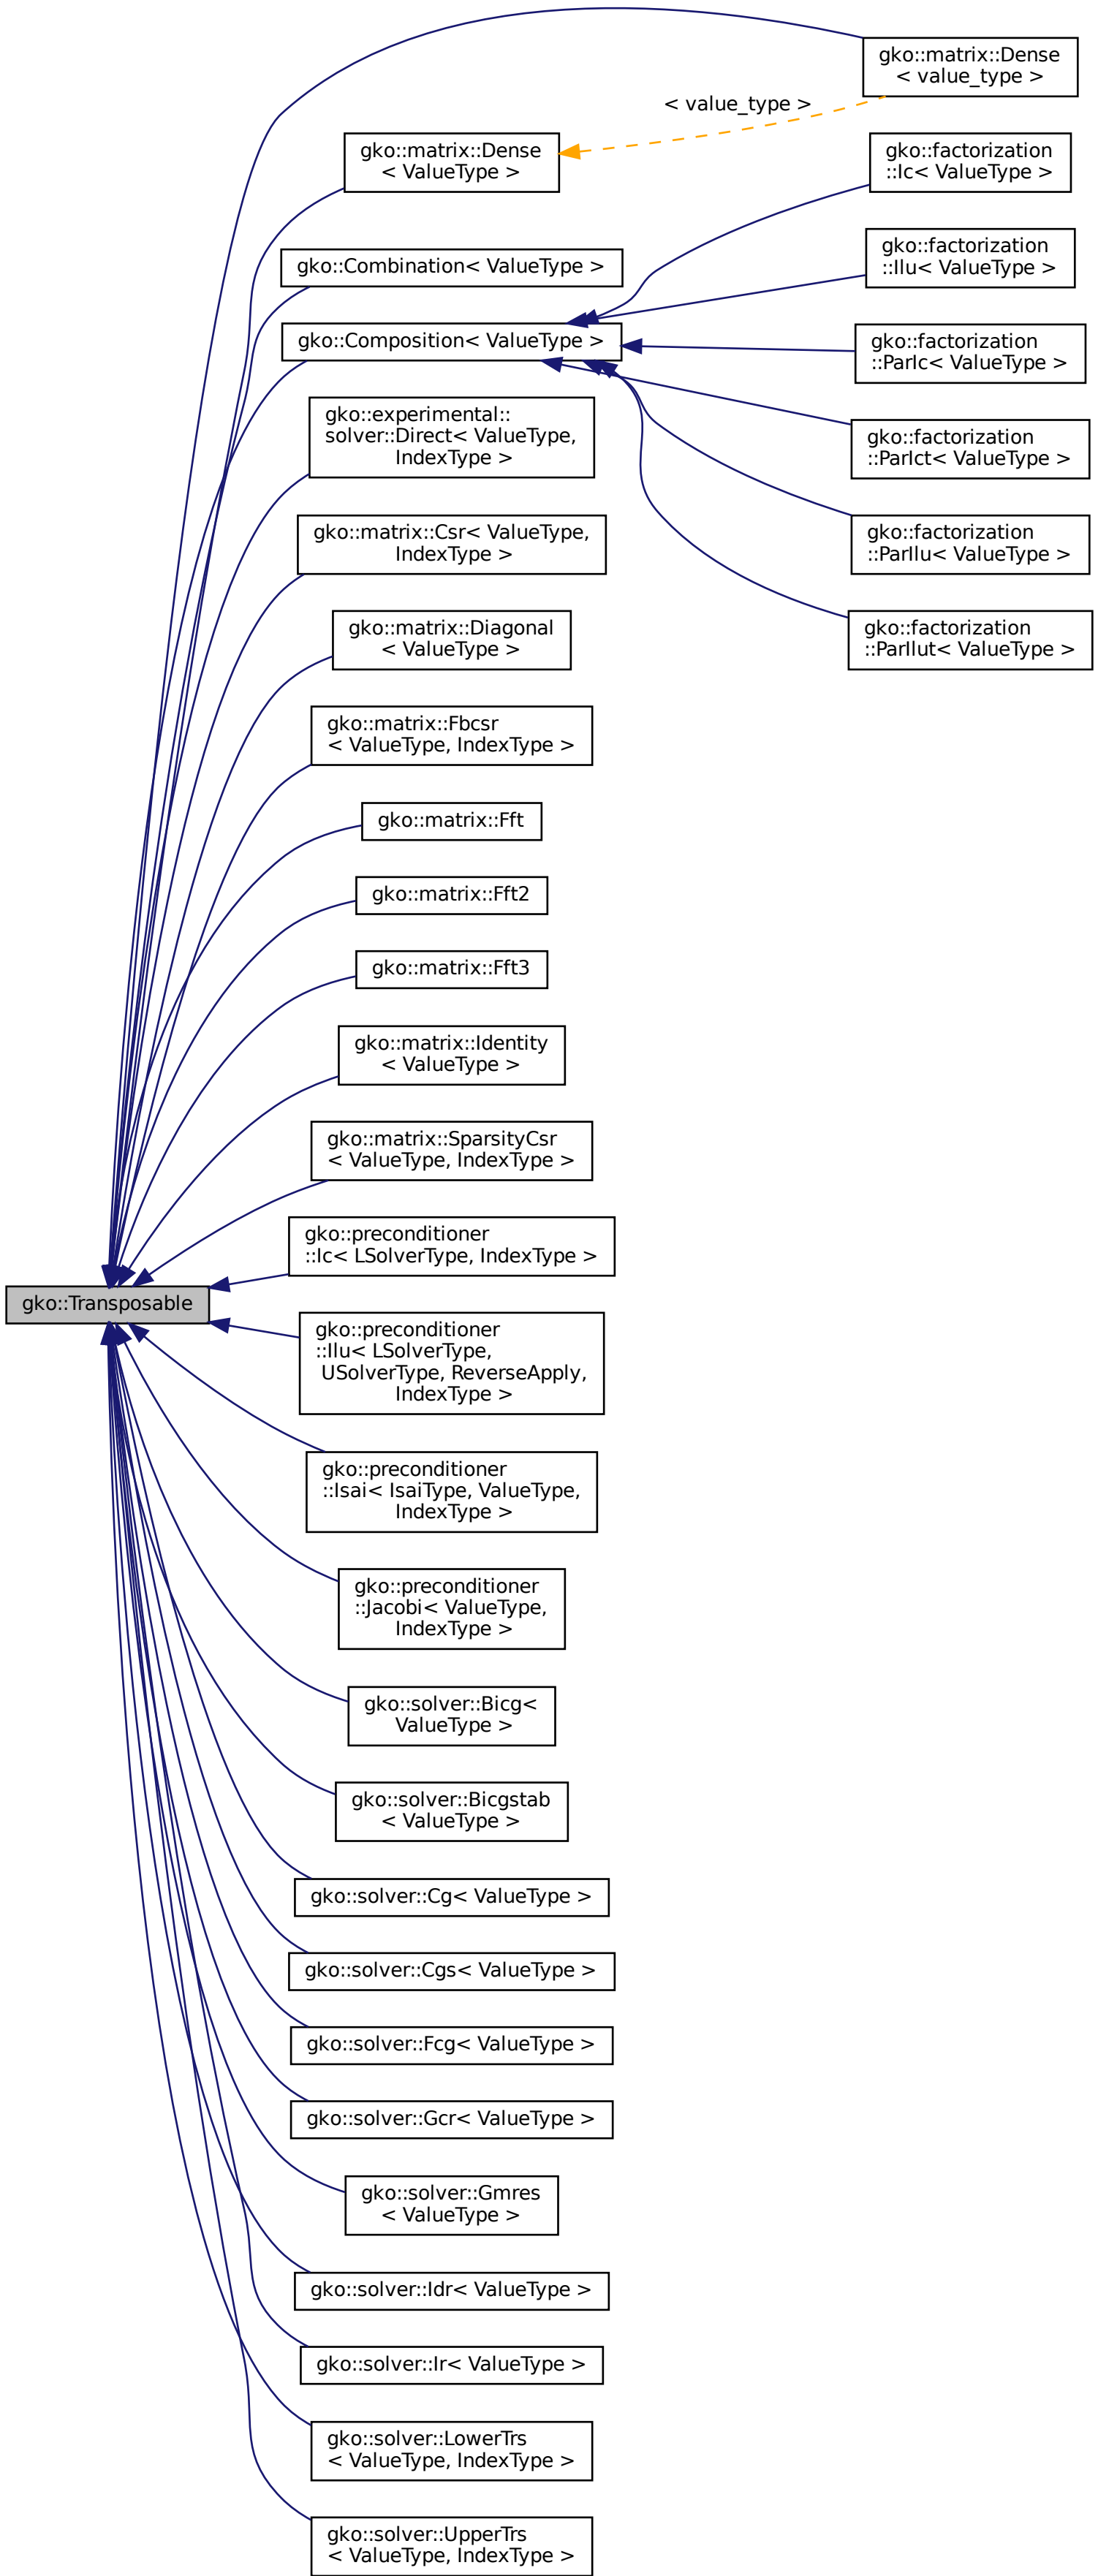 gko::matrix::Dense
< value_type >
< value_type >
gko::matrix::Dense
< ValueType >
gko::factorization
::Ic< ValueType >
gko::factorization
::Ilu< ValueType >
gko::Combination< ValueType >
gko::Composition< ValueType >
gko::factorization
::ParIc< ValueType >
gko::experimental::
solver::Direct< ValueType,
IndexType >
gko::factorization
::ParIct< ValueType >
gko::matrix::Csr< ValueType,
IndexType >
gko::factorization
::ParIlu< ValueType >
gko::matrix::Diagonal
< ValueType >
gko::factorization
::ParIlut< ValueType >
gko::matrix::Fbcsr
< ValueType, IndexType >
gko::matrix::Fft
gko::matrix::Fft2
gko::matrix::Fft3
gko::matrix::Identity
< ValueType >
gko::matrix::SparsityCsr
< ValueType, IndexType >
gko::preconditioner
::Ic< LSolverType, IndexType >
gko::Transposable
gko::preconditioner
::Ilu< LSolverType,
USolverType, ReverseApply,
IndexType >
gko::preconditioner
::Isai< IsaiType, ValueType,
IndexType >
gko::preconditioner
::Jacobi< ValueType,
IndexType >
gko::solver::Bicg<
ValueType >
gko::solver::Bicgstab
< ValueType >
gko::solver::Cg< ValueType >
gko::solver::Cgs< ValueType >
gko::solver::Fcg< ValueType >
gko::solver::Gcr< ValueType >
gko::solver::Gmres
< ValueType >
gko::solver::Idr< ValueType >
gko::solver::Ir< ValueType >
gko::solver::LowerTrs
< ValueType, IndexType >
gko::solver::UpperTrs
< ValueType, IndexType >